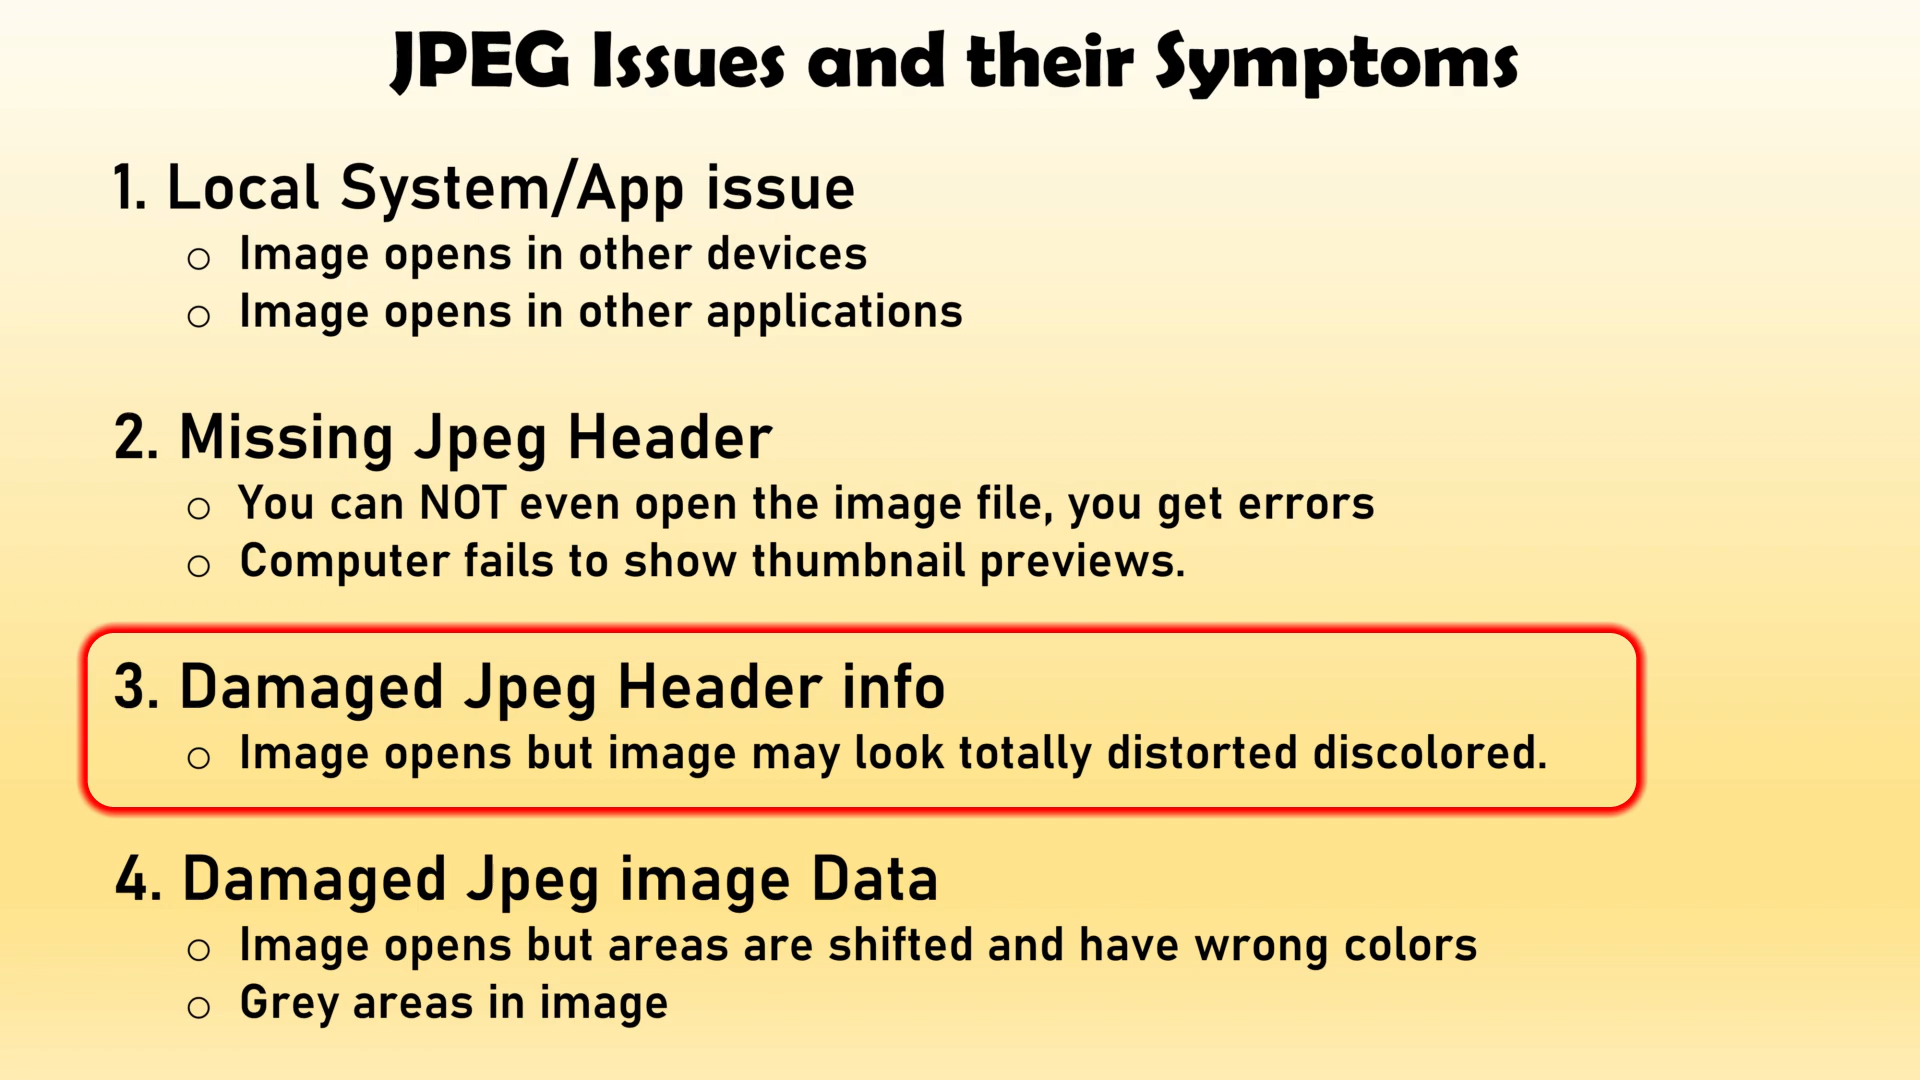 JPEG Issues and their Symptoms
1. Local System/App issue
○ Image opens in other devices
○ Image opens in other applications
2. Missing Jpeg Header
○ You can NOT even open the image file, you get errors
○ Computer fails to show thumbnail previews.
3. Damaged Jpeg Header info
○ Image opens but image may look totally distorted discolored.
4. Damaged Jpeg image Data
○ Image opens but areas are shifted and have wrong colors
○ Grey areas in image